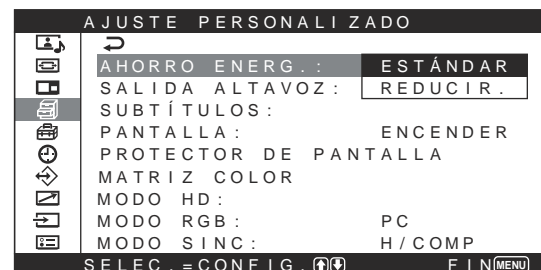 AJUSTE PERSONALIZADO
AHORRO ENERG.: ESTÁNDAR
SALIDA ALTAVOZ: REDUCIR.
SUBTÍTULOS:
PANTALLA: ENCENDER
PROTECTOR DE PANTALLA
MATRIZ COLOR
MODO HD:
MODO RGB: PC
MODO SINC: H/COMP
SELEC.=CONFIG. FIN MENU